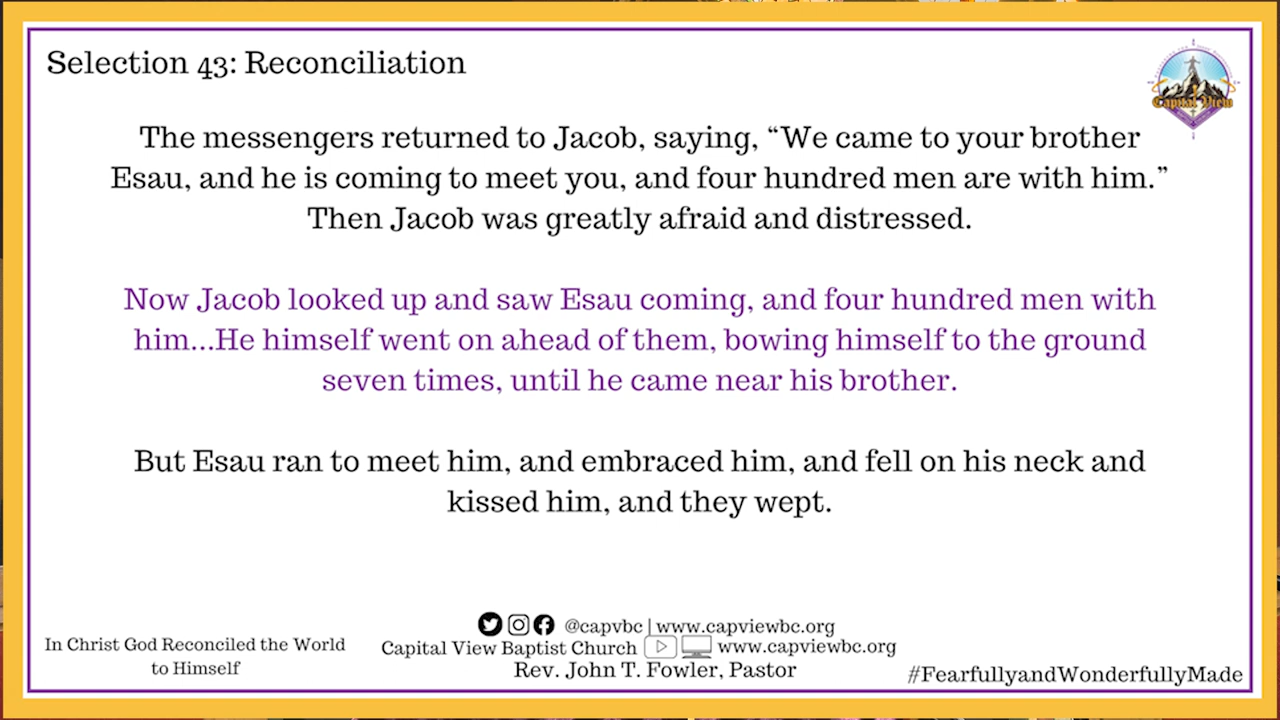 Selection 43: Reconciliation
Capital View
The messengers returned to Jacob, saying, “We came to your brother
Esau, and he is coming to meet you, and four hundred men are with him.”
Then Jacob was greatly afraid and distressed.
Now Jacob looked up and saw Esau coming, and four hundred men with
him...He himself went on ahead of them, bowing himself to the ground
seven times, until he came near his brother.
But Esau ran to meet him, and embraced him, and fell on his neck and
kissed him, and they wept.
In Christ God Reconciled the World
to Himself
@capvbc | www.capviewbc.org
Capital View Baptist Church www.capviewbc.org
Rev. John T. Fowler, Pastor
#FearfullyandWonderfullyMade